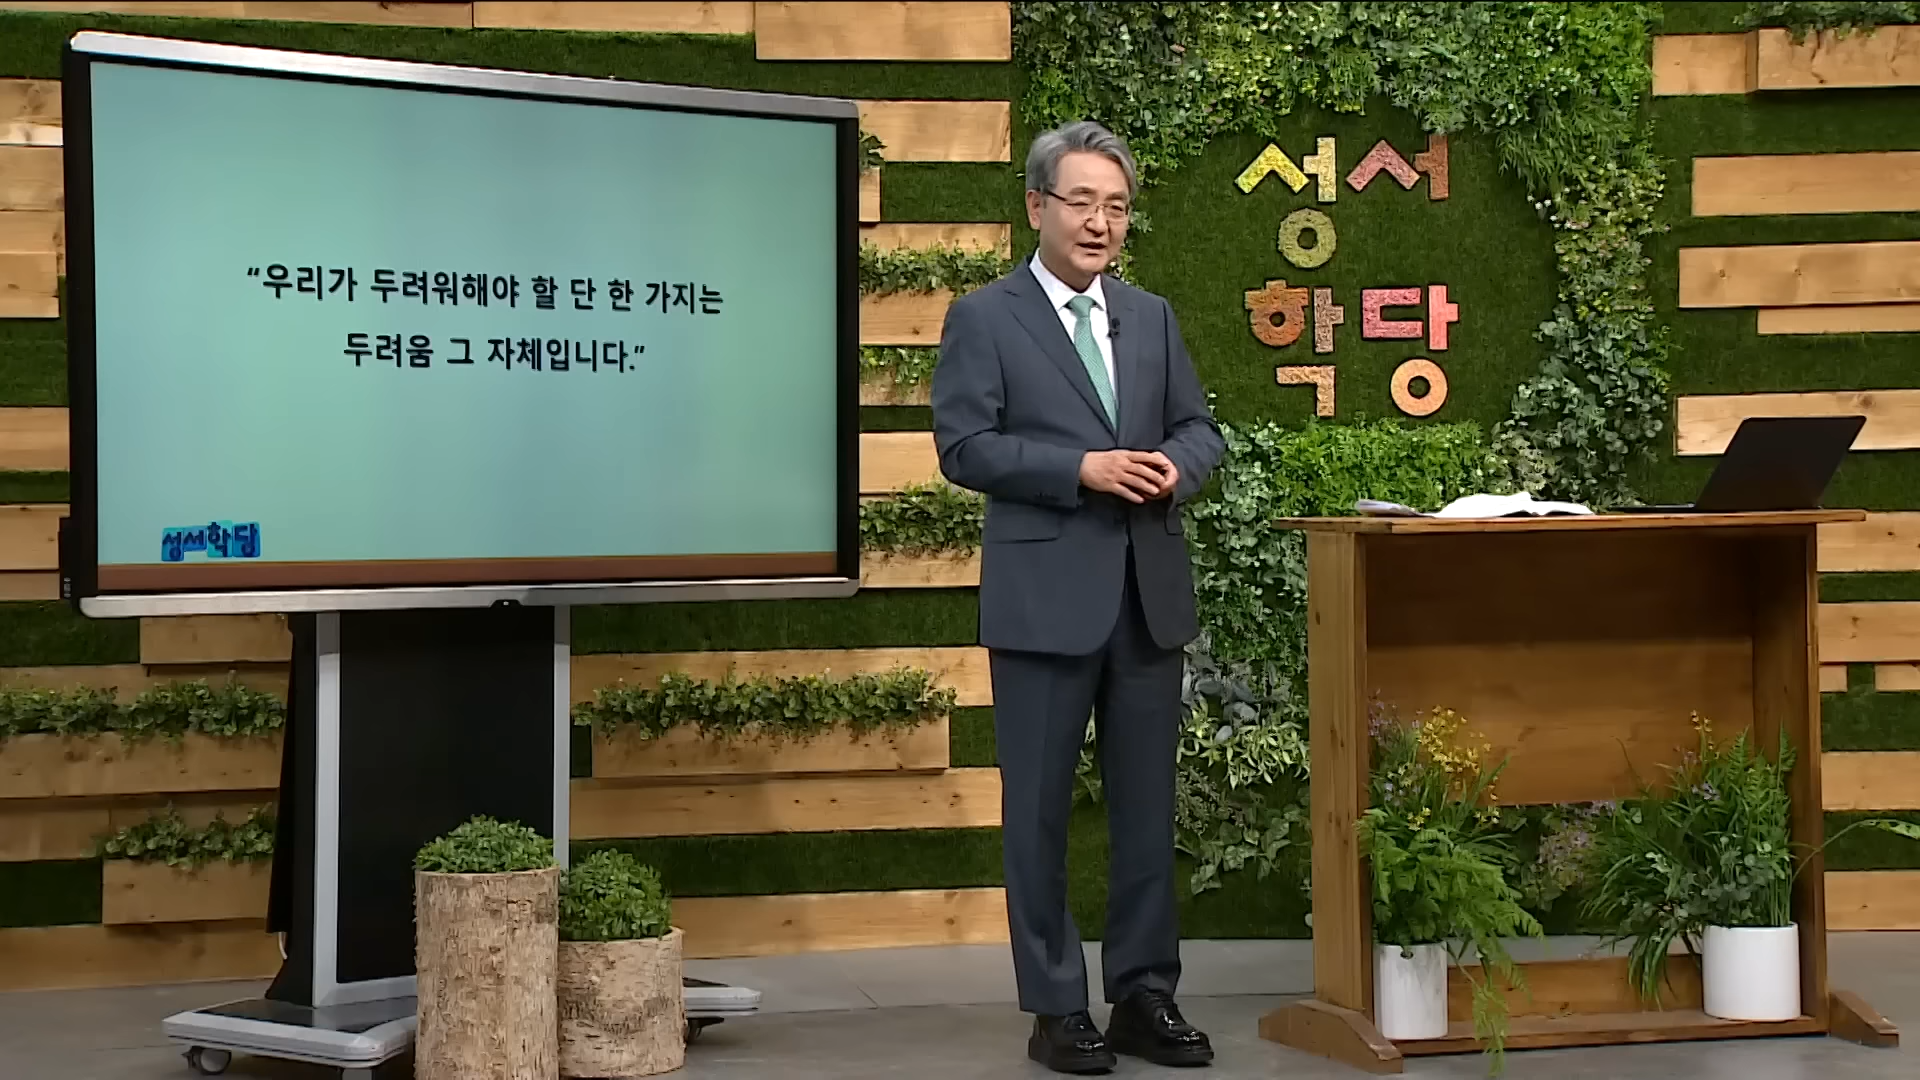 “우리가 두려워해야 할 단 한 가지는
두려움 그 자체입니다.”
성서학당
성서
학당